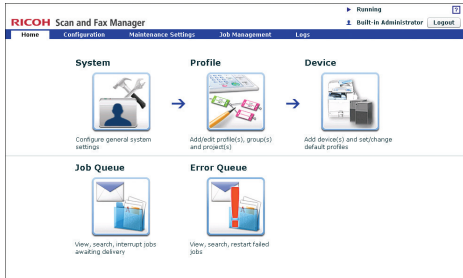 Running ?
RICOH Scan and Fax Manager
Built-in Administrator Logout
Home Configuration Maintenance Settings Job Management Logs
System Profile Device
Configure general system settings
Add/edit profile(s), group(s) and project(s)
Add device(s) and set/change default profiles
Job Queue Error Queue
View, search, interrupt jobs awaiting delivery
View, search, restart failed jobs